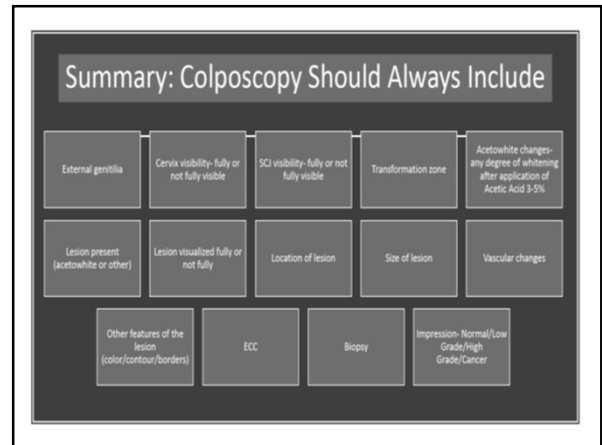 Summary: Colposcopy Should Always Include
External genitilia
Cervix visibility- fully or
not fully visible
SCJ visibility- fully or not
fully visible
Transformation zone
Acetowhite changes-
any degree of whitening
after application of
Acetic Acid 3-5%
Lesion present
(acetowhite or other)
Lesion visualized fully or
not fully
Location of lesion
Size of lesion
Vascular changes
Other features of the
lesion
(color/contour/borders)
ECC
Biopsy
Impression- Normal/Low
Grade/High
Grade/Cancer